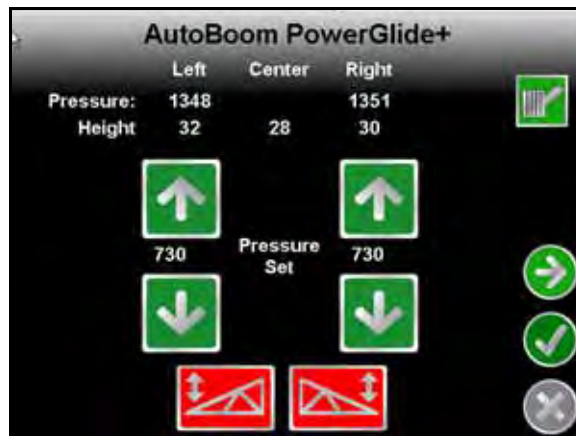 AutoBoom PowerGlide+
Left Center Right
Pressure: 1348 1351
Height 32 28 30
730 Pressure Set 730